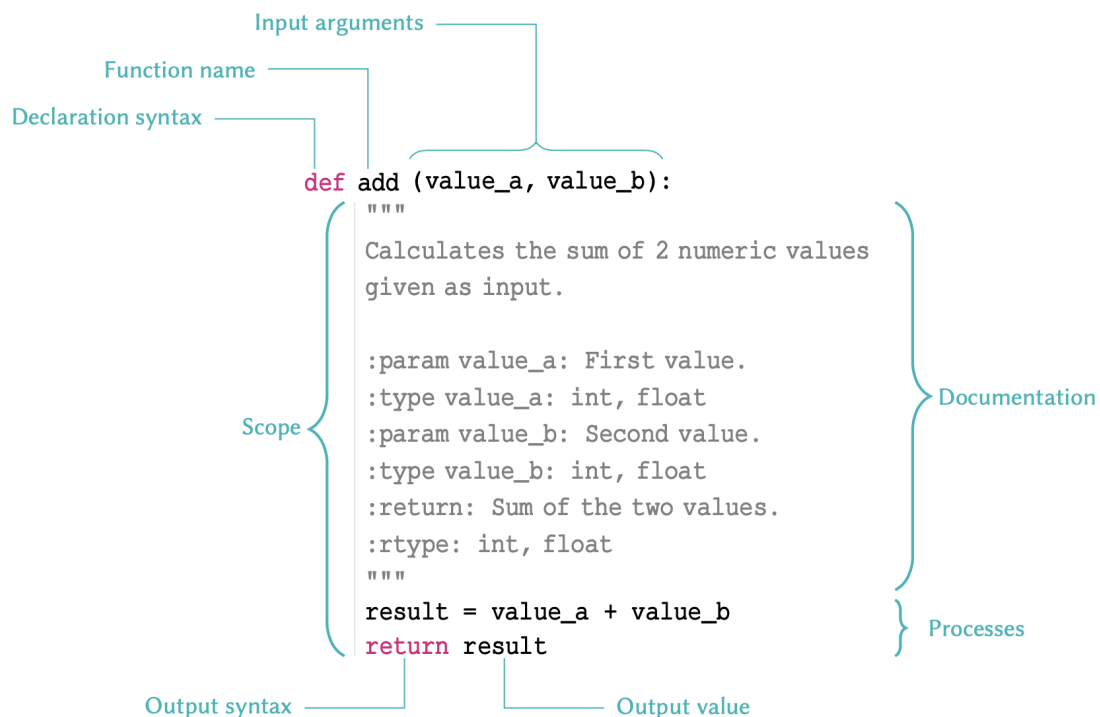 Input arguments
Function name
Declaration syntax
def add (value_a, value_b):
"""
Calculates the sum of 2 numeric values
given as input.
:param value_a: First value.
:type value_a: int, float
Documentation
Scope
:param value_b: Second value.
:type value_b: int, float
:return: Sum of the two values.
:rtype: int, float
"""
result = value_a + value_b
Processes
return result
Output syntax
Output value